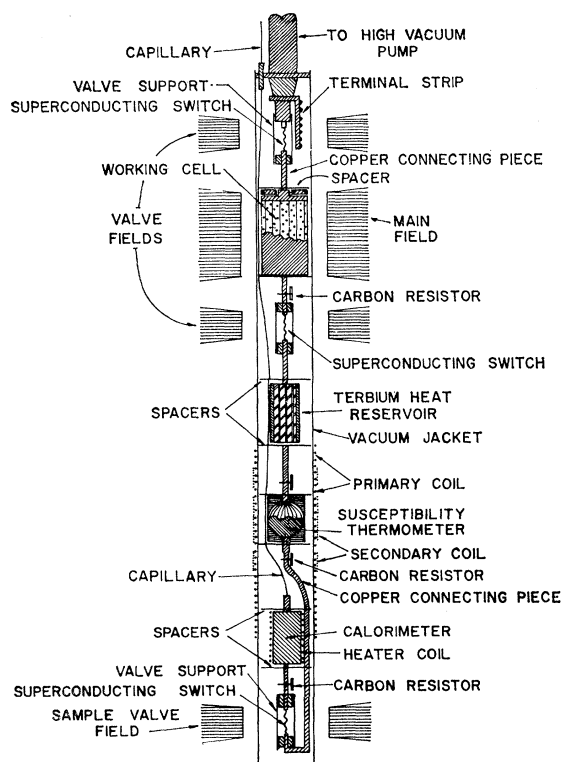 TO HIGH VACUUM
PUMP
CAPILLARY
VALVE SUPPORT
TERMINAL STRIP
SUPERCONDUCTING
SWITCH
COPPER CONNECTING PIECE
WORKING CELL
SPACER
VALVE
FIELDS
MAIN
FIELD
CARBON RESISTOR
SUPERCONDUCTING SWITCH
TERBIUM HEAT
RESERVOIR
SPACERS
VACUUM JACKET
PRIMARY COIL
SUSCEPTIBILITY
THERMOMETER
SECONDARY COIL
CAPILLARY
CARBON RESISTOR
COPPER CONNECTING PIECE
SPACERS
CALORIMETER
HEATER COIL
VALVE SUPPORT
SUPERCONDUCTING SWITCH
CARBON RESISTOR
SAMPLE VALVE
FIELD